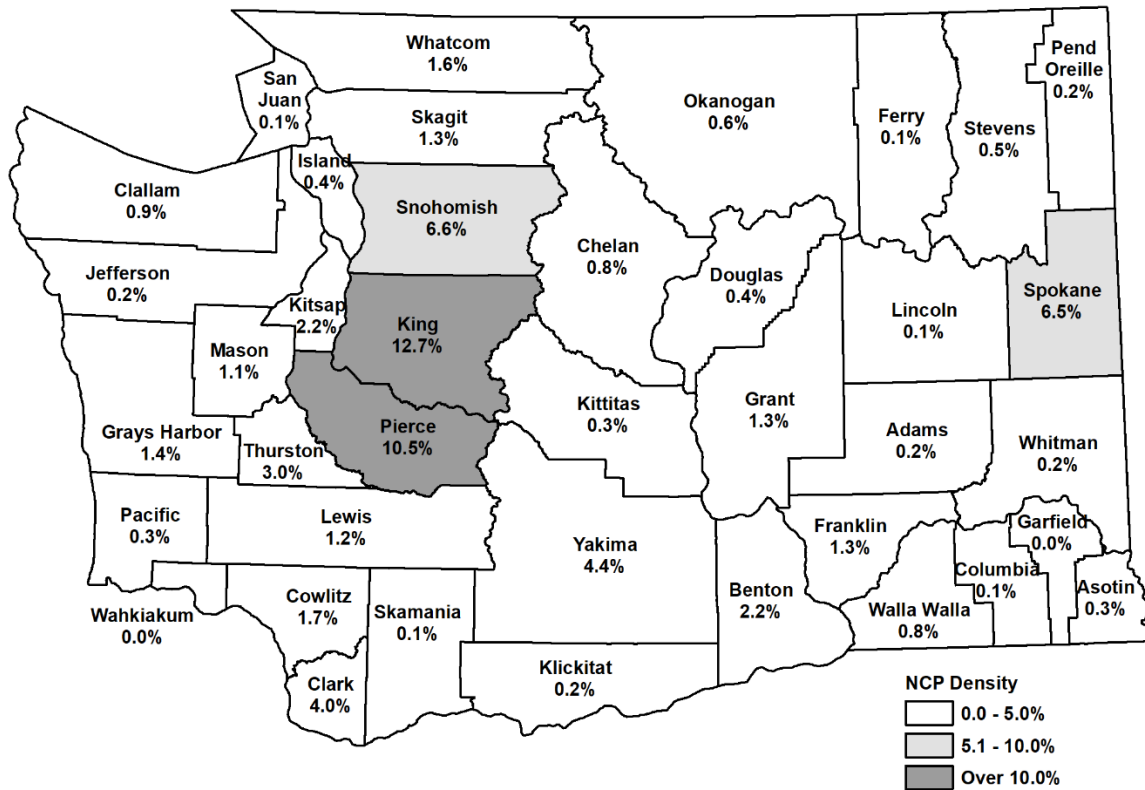 Whatcom
1.6%
San
Juan
0.1%
Skagit
1.3%
Okanogan
0.6%
Ferry
0.1%
Stevens
0.5%
Pend
Oreille
0.2%
Island
0.4%
Clallam
0.9%
Snohomish
6.6%
Chelan
0.8%
Douglas
0.4%
Jefferson
0.2%
Kitsap
2.2%
King
12.7%
Lincoln
0.1%
Spokane
6.5%
Mason
1.1%
Grays Harbor
1.4%
Thurston
3.0%
Pierce
10.5%
Kittitas
0.3%
Grant
1.3%
Adams
0.2%
Whitman
0.2%
Pacific
0.3%
Lewis
1.2%
Yakima
4.4%
Franklin
1.3%
Garfield
0.0%
Columbia
0.1%
Asotin
0.3%
Benton
2.2%
Walla Walla
0.8%
Wahkiakum
0.0%
Cowlitz
1.7%
Skamania
0.1%
Clark
4.0%
Klickitat
0.2%
NCP Density
0.0 - 5.0%
5.1 - 10.0%
Over 10.0%